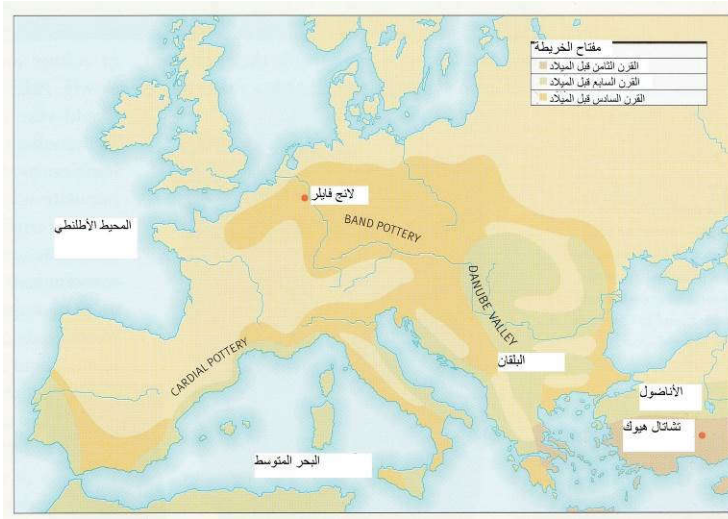 مفتاح الخريطة
القرن الثامن قبل الميلاد
القرن السابع قبل الميلاد
القرن السادس قبل الميلاد
لانج فايلر
BAND POTTERY
المحيط الأطلنطي
DANUBE VALLEY
البلقان
CARDIAL POTTERY
الأناضول
تشاتال هيوك
البحر المتوسط